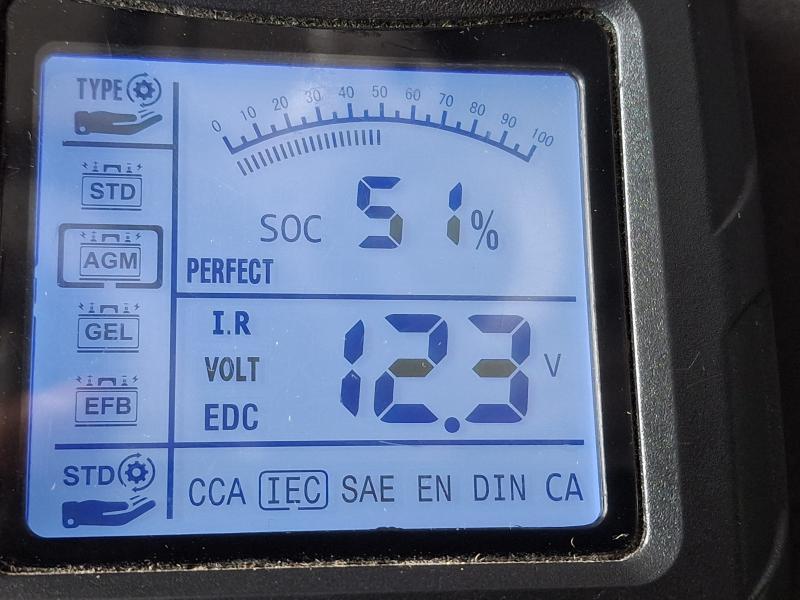 TYPE
0 10 20 30 40 50 60 70 80 90 100
STD
SOC 51%
AGM
PERFECT
GEL
I.R
VOLT 12.3 V
EFB
EDC
STD
CCA IEC SAE EN DIN CA